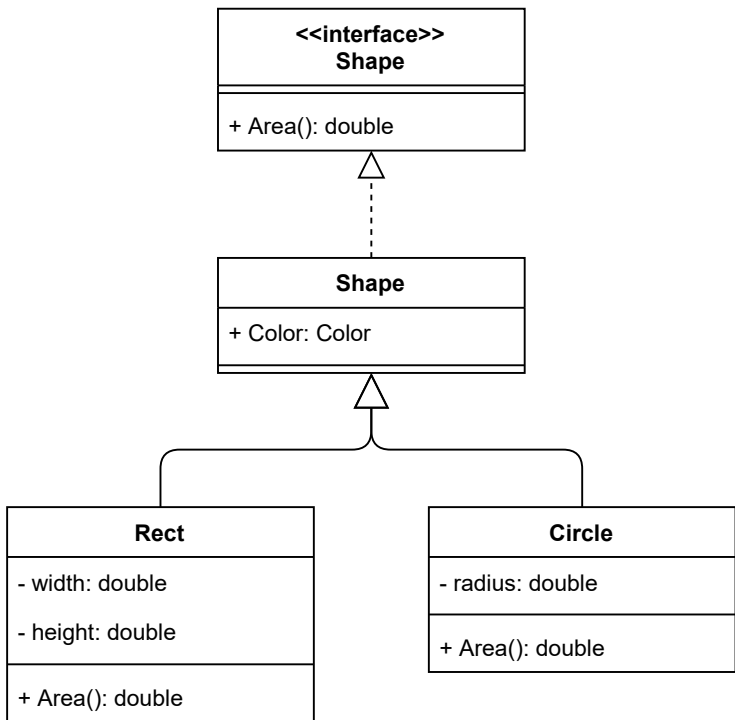 <<interface>>
Shape
+ Area(): double
Shape
+ Color: Color
Rect
- width: double
- height: double
+ Area(): double
Circle
- radius: double
+ Area(): double